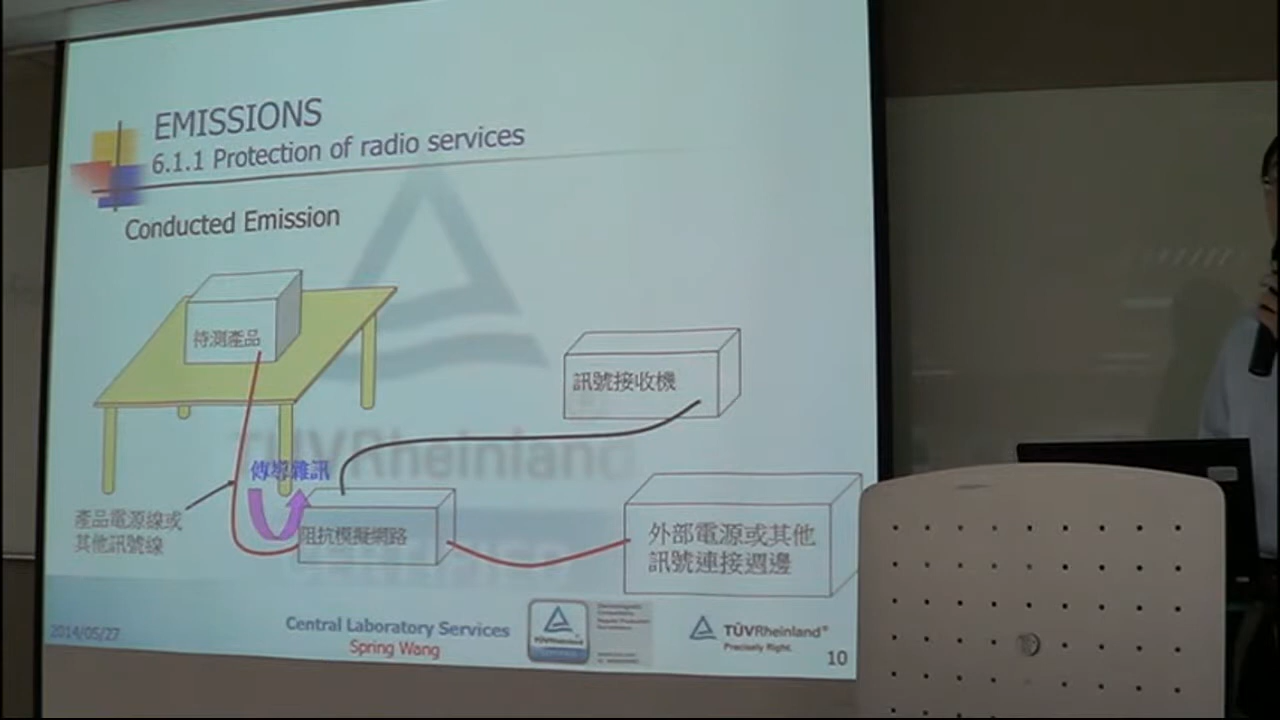 EMISSIONS
6.1.1 Protection of radio services
Conducted Emission
待測產品
訊號接收機
TÜVRheinland
傳導雜訊
產品電源線或
其他訊號線
阻抗模擬網路
外部電源或其他
訊號連接週邊
2014/05/27
Central Laboratory Services
Spring Wang
TÜVRheinland
TÜVRheinland®
Precisely Right.
10